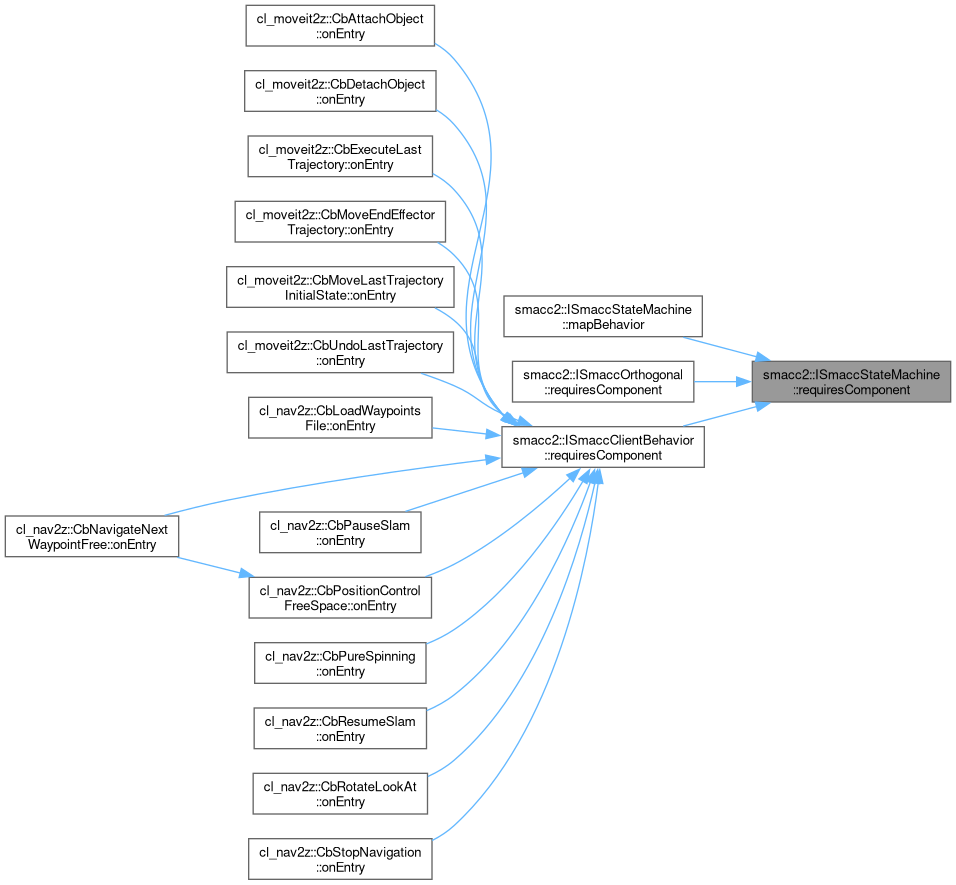 cl_moveit2z::CbAttachObject
::onEntry
cl_moveit2z::CbDetachObject
::onEntry
cl_moveit2z::CbExecuteLast
Trajectory::onEntry
cl_moveit2z::CbMoveEndEffector
Trajectory::onEntry
cl_moveit2z::CbMoveLastTrajectory
InitialState::onEntry
cl_moveit2z::CbUndoLastTrajectory
::onEntry
cl_nav2z::CbLoadWaypoints
File::onEntry
cl_nav2z::CbNavigateNext
WaypointFree::onEntry
cl_nav2z::CbPauseSlam
::onEntry
cl_nav2z::CbPositionControl
FreeSpace::onEntry
cl_nav2z::CbPureSpinning
::onEntry
cl_nav2z::CbResumeSlam
::onEntry
cl_nav2z::CbRotateLookAt
::onEntry
cl_nav2z::CbStopNavigation
::onEntry
smacc2::ISmaccStateMachine
::mapBehavior
smacc2::ISmaccOrthogonal
::requiresComponent
smacc2::ISmaccClientBehavior
::requiresComponent
smacc2::ISmaccStateMachine
::requiresComponent